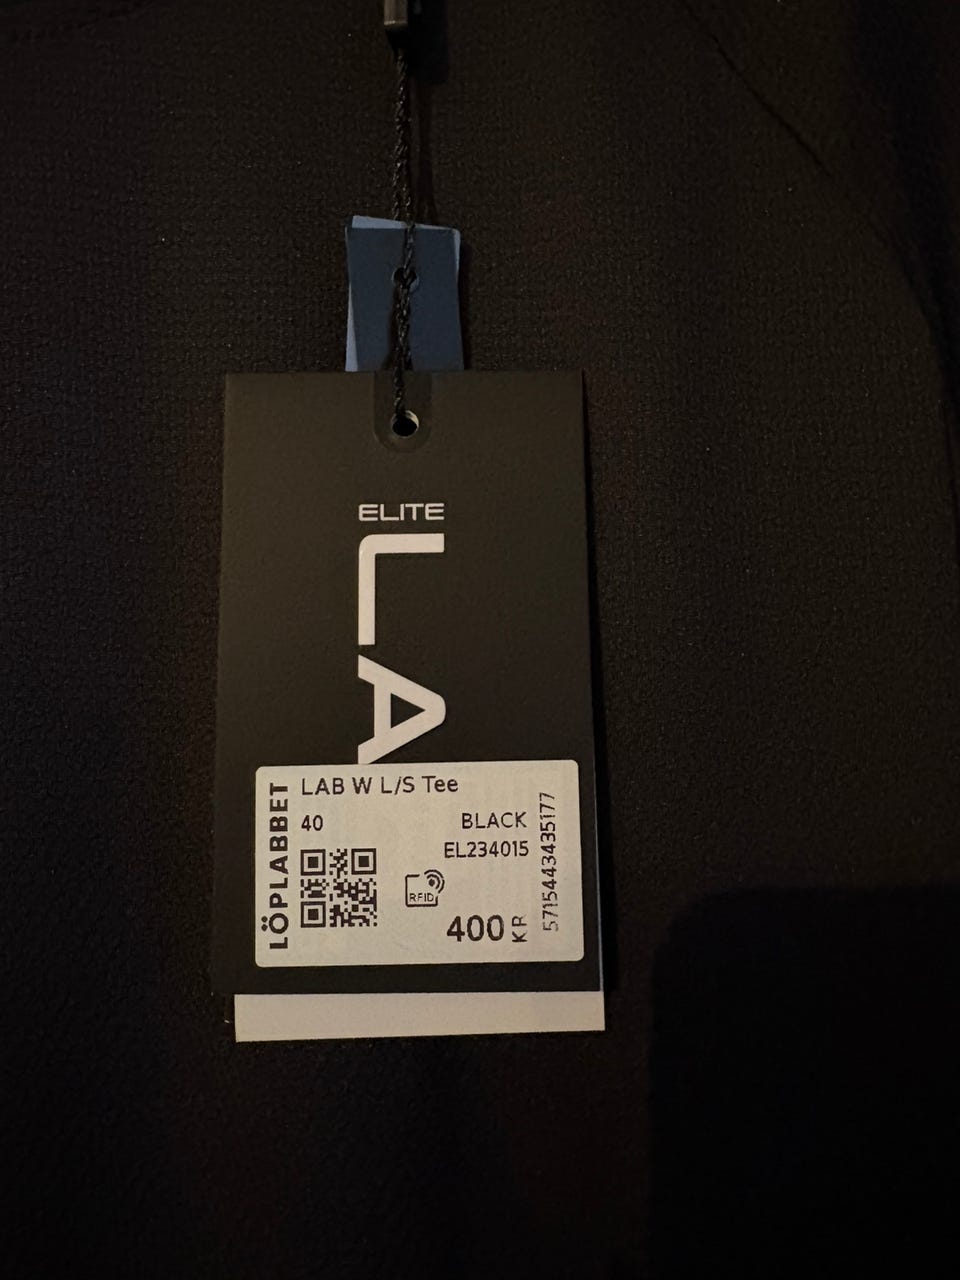 ELITE
LA
LÖPLABBET
LAB W L/S Tee
40
BLACK
EL234015
RFID
400 KR
5715443435177